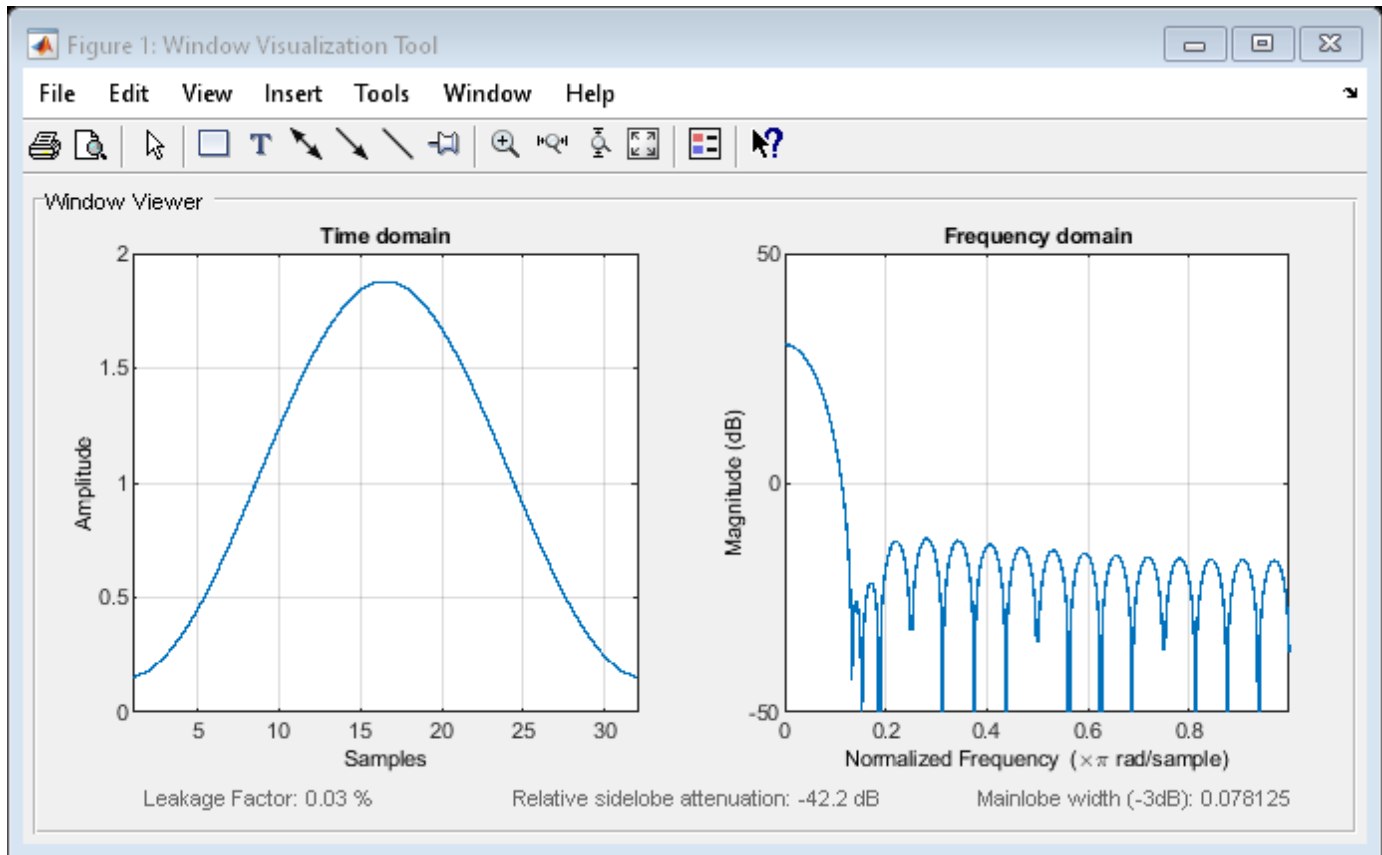 Figure 1: Window Visualization Tool
File Edit View Insert Tools Window Help
T
?
Window Viewer
Time domain
2
1.5
1
0.5
0
Amplitude
5 10 15 20 25 30
Samples
Frequency domain
50
0
-50
Magnitude (dB)
0 0.2 0.4 0.6 0.8
Normalized Frequency (×π rad/sample)
Leakage Factor: 0.03 %
Relative sidelobe attenuation: -42.2 dB
Mainlobe width (-3dB): 0.078125